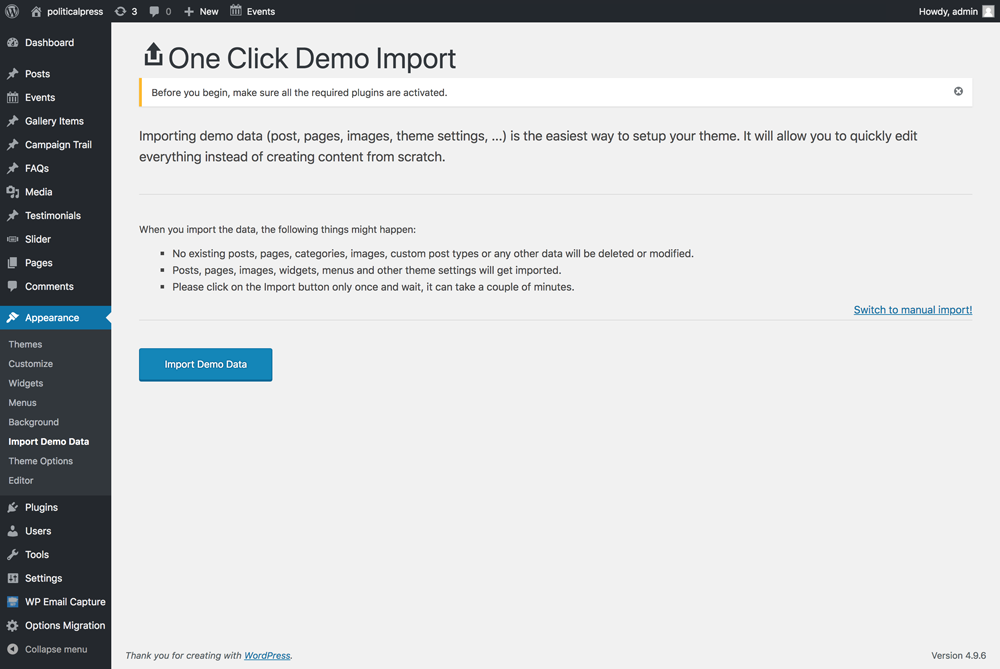 politicalpress 3 0 New Events Howdy, admin
Dashboard
Posts
Events
Gallery Items
Campaign Trail
FAQs
Media
Testimonials
Slider
Pages
Comments
Appearance
Themes
Customize
Widgets
Menus
Background
Import Demo Data
Theme Options
Editor
Plugins
Users
Tools
Settings
WP Email Capture
Options Migration
Collapse menu
One Click Demo Import
Before you begin, make sure all the required plugins are activated.
Importing demo data (post, pages, images, theme settings, ...) is the easiest way to setup your theme. It will allow you to quickly edit
everything instead of creating content from scratch.
When you import the data, the following things might happen:
No existing posts, pages, categories, images, custom post types or any other data will be deleted or modified.
Posts, pages, images, widgets, menus and other theme settings will get imported.
Please click on the Import button only once and wait, it can take a couple of minutes.
Switch to manual import!
Import Demo Data
Thank you for creating with WordPress. Version 4.9.6